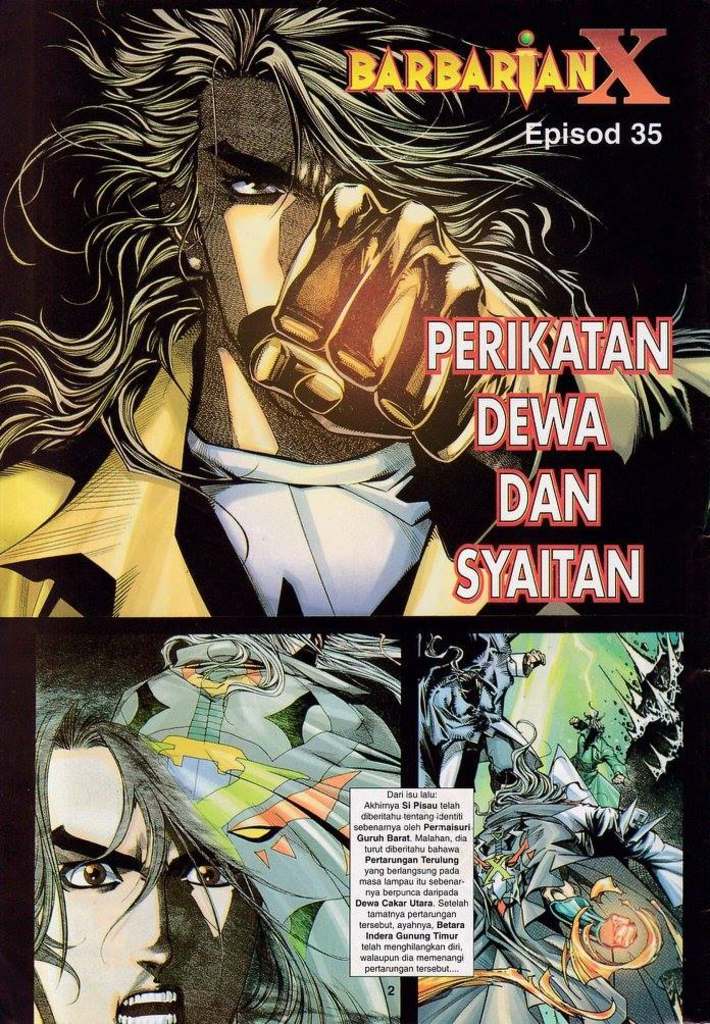 BARBARIAN X
Episod 35
PERIKATAN
DEWA
DAN
SYAITAN
Dari isu lalu:
Akhirnya Si Pisau telah
diberitahu tentang identiti
sebenarnya oleh Permaisuri
Guruh Barat. Malahan, dia
turut diberitahu bahawa
Pertarungan Terulung
yang berlangsung pada
masa lampau itu sebenar-
nya berpunca daripada
Dewa Cakar Utara. Setelah
tamatnya pertarungan
tersebut, ayahnya, Betara
Indera Gunung Timur
telah menghilangkan diri,
walaupun dia memenangi
pertarungan tersebut....
2